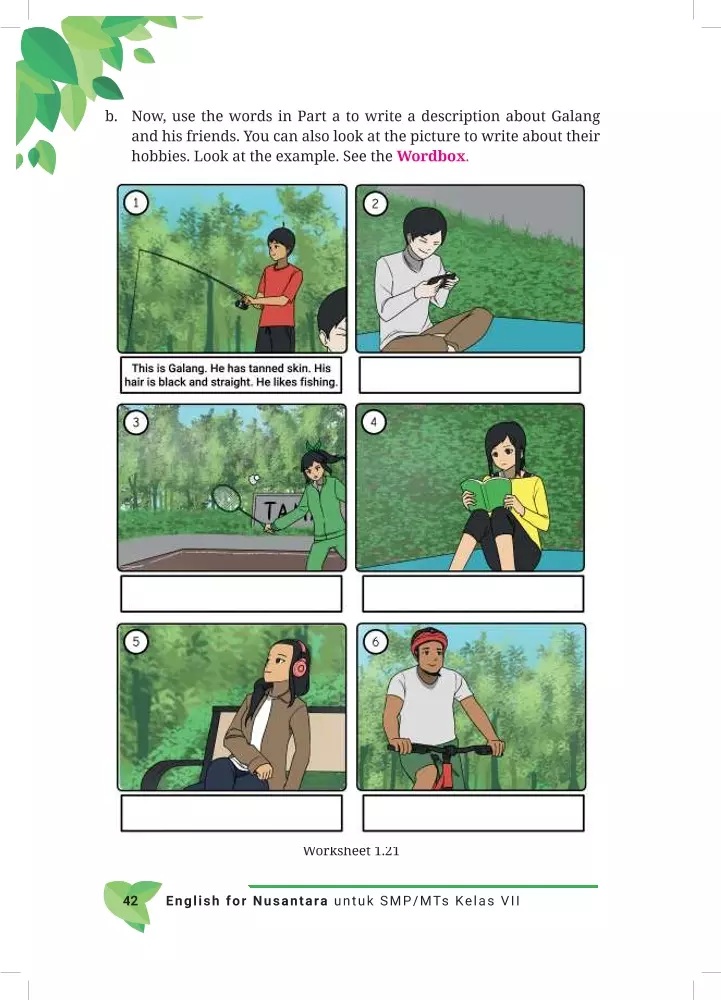 b. Now, use the words in Part a to write a description about Galang
and his friends. You can also look at the picture to write about their
hobbies. Look at the example. See the Wordbox.
1
2
This is Galang. He has tanned skin. His
hair is black and straight. He likes fishing.
3
TAM
4
5
6
Worksheet 1.21
42 English for Nusantara untuk SMP/MTs Kelas VII